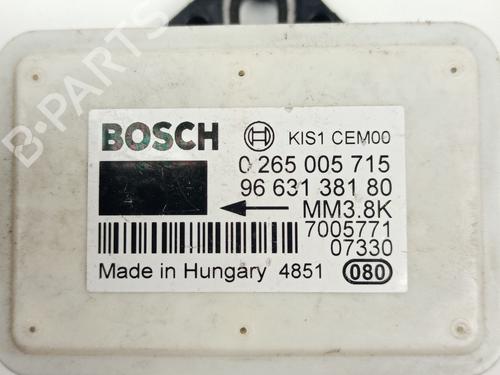 BOSCH KIS1 CEM00
0 265 005 715
96 631 381 80
MM3.8K
7005771
07330
Made in Hungary 4851 080